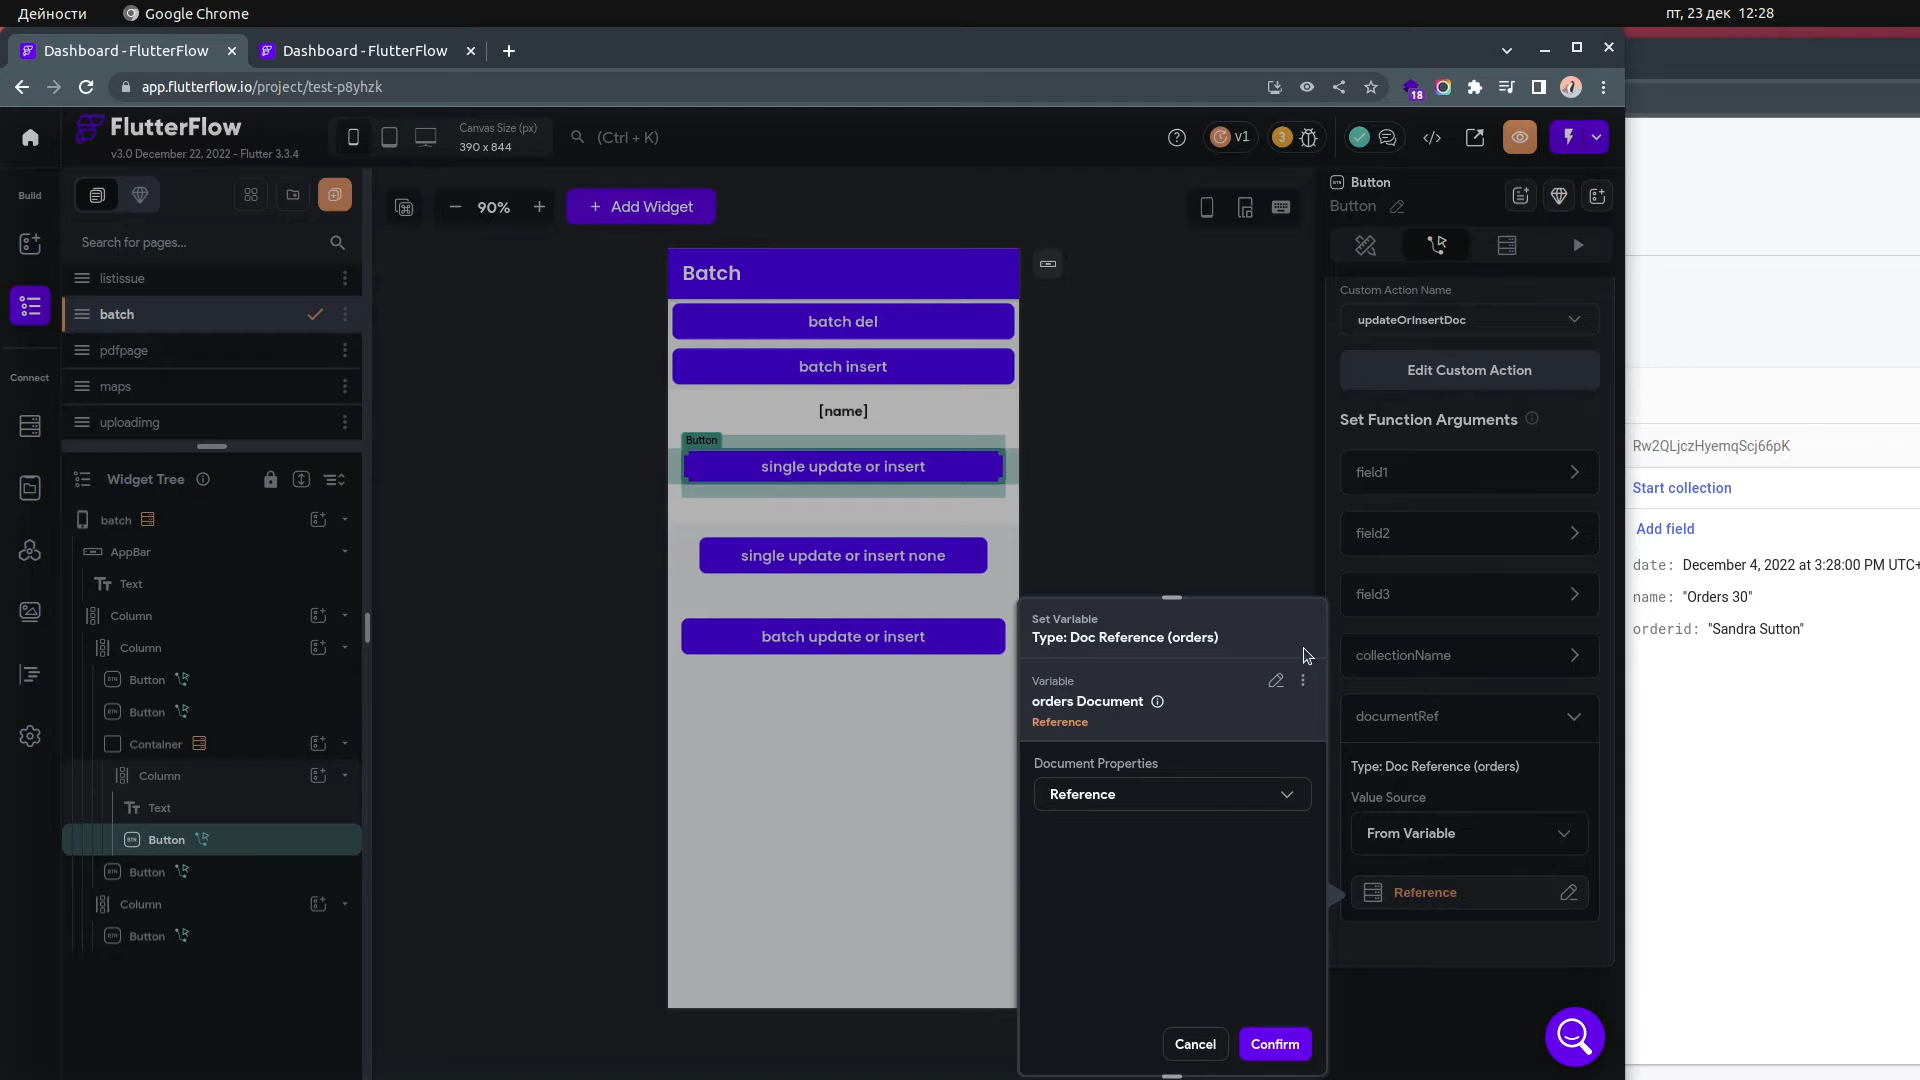 Дейности
Google Chrome
пт, 23 дек 12:28
Dashboard - FlutterFlow
Dashboard - FlutterFlow
app.flutterflow.io/project/test-p8yhzk
18
FlutterFlow
v3.0 December 22, 2022 - Flutter 3.3.4
Canvas Size (px)
390 x 844
(Ctrl + K)
v1
3
Build
Connect
Search for pages...
listissue
batch
pdfpage
maps
uploadimg
Widget Tree
batch
AppBar
Text
Column
Column
Button
Button
Container
Column
Text
Button
Button
Column
Button
90%
+ Add Widget
Batch
batch del
batch insert
[name]
Button
single update or insert
single update or insert none
batch update or insert
Set Variable
Type: Doc Reference (orders)
Variable
orders Document
Reference
Document Properties
Reference
Cancel
Confirm
Button
Button
Custom Action Name
updateOrInsertDoc
Edit Custom Action
Set Function Arguments
field1
field2
field3
collectionName
documentRef
Type: Doc Reference (orders)
Value Source
From Variable
Reference
Rw2QLjczHyemqScj66pK
Start collection
Add field
date: December 4, 2022 at 3:28:00 PM UTC+
name: "Orders 30"
orderid: "Sandra Sutton"